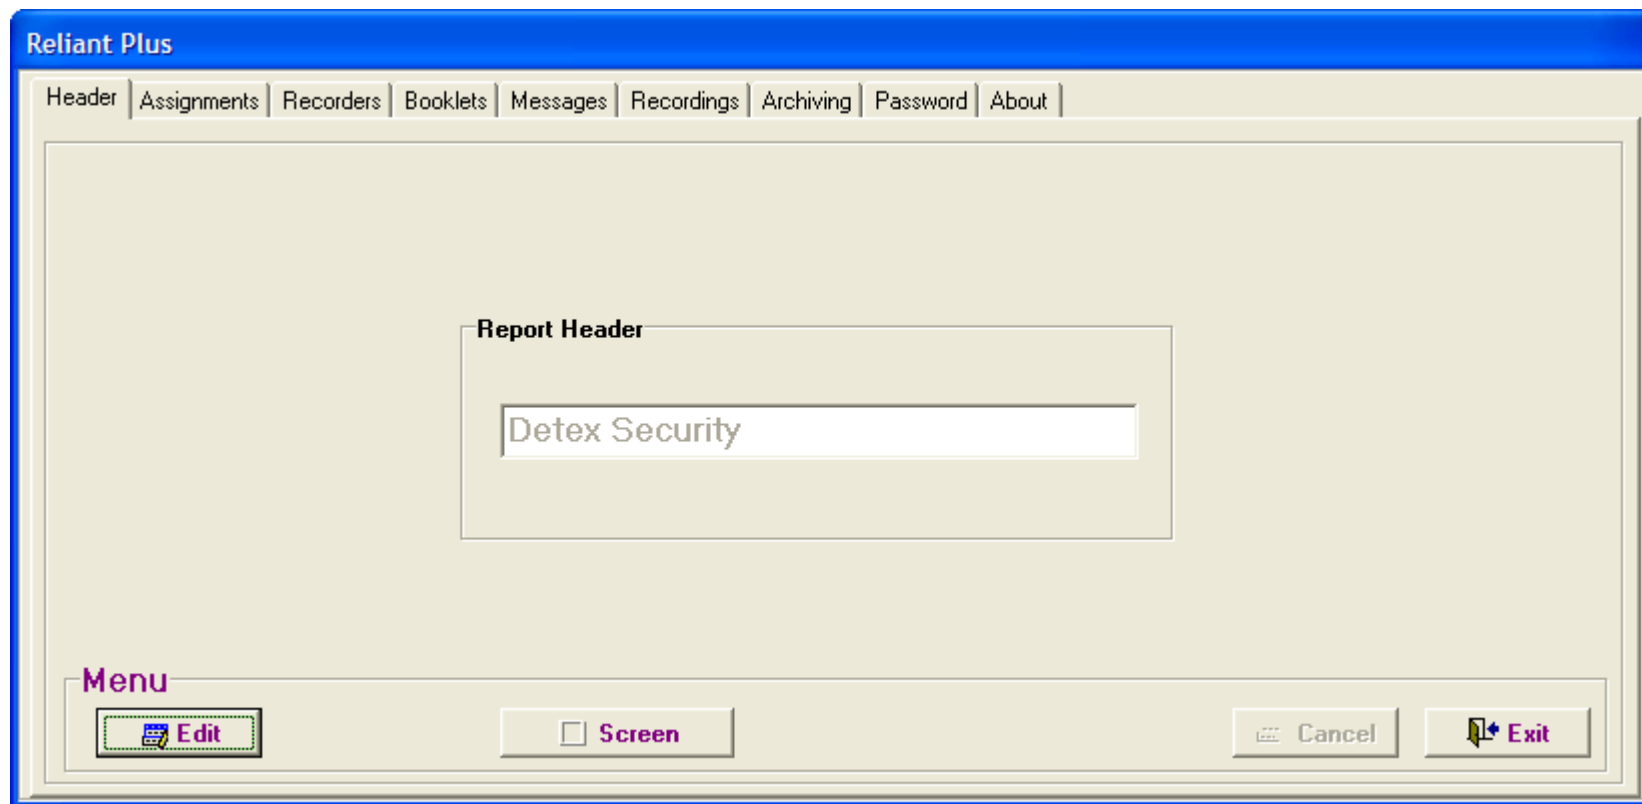 Reliant Plus
Header Assignments Recorders Booklets Messages Recordings Archiving Password About
Report Header
Detex Security
Menu
Edit Screen Cancel Exit